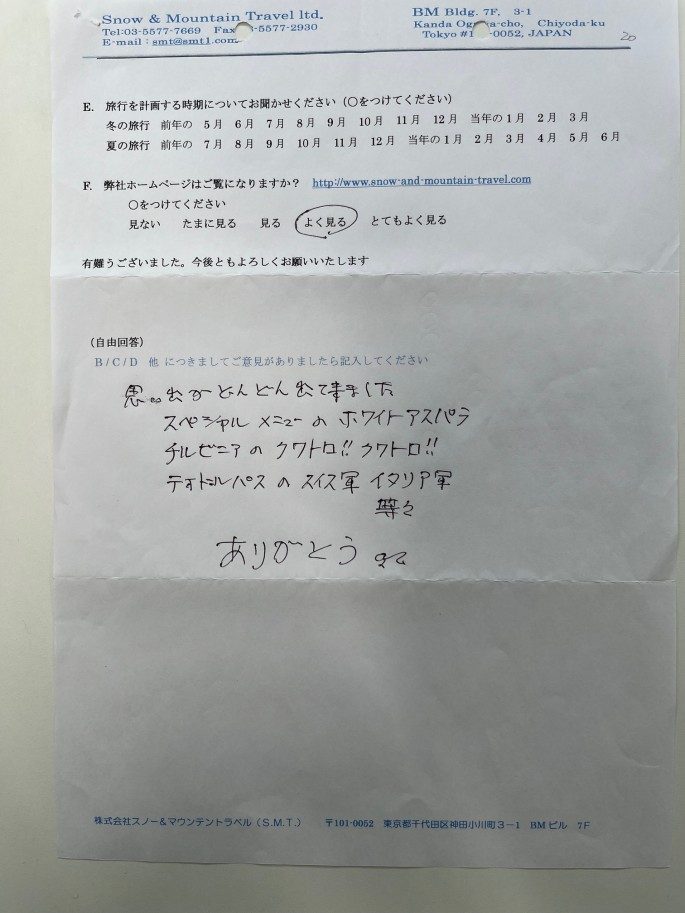 Snow & Mountain Travel ltd.
Tel:03-5577-7669 Fax -5577-2930
E-mail : smt@smt1.com
BM Bldg. 7F, 3-1
Kanda Chiyoda-ku
Tokyo -0052, JAPAN
20
E. 旅行を計画する時期についてお聞かせください（○をつけてください）
冬の旅行 前年の 5月 6月 7月 8月 9月 10月 11月 12月 当年の1月 2月 3月
夏の旅行 前年の 7月 8月 9月 10月 11月 12月 当年の1月 2月 3月 4月 5月 6月
F. 弊社ホームページはご覧になりますか？ http://www.snow-and-mountain-travel.com
○をつけてください
見ない たまに見る 見る よく見る とてもよく見る
有難うございました。今後ともよろしくお願いいたします
（自由回答）
B/C/D 他 につきましてご意見がありましたら記入してください
思い出がどんどん出て来ました
スペシャル メニューの ホワイトアスパラ
チルゼニアの クワトロ!! クワトロ!!
テオドルパスの スイス軍 イタリア軍
等々
ありがとう
株式会社スノー＆マウンテントラベル（S.M.T.） 〒101-0052 東京都千代田区神田小川町3－1 BMビル 7F